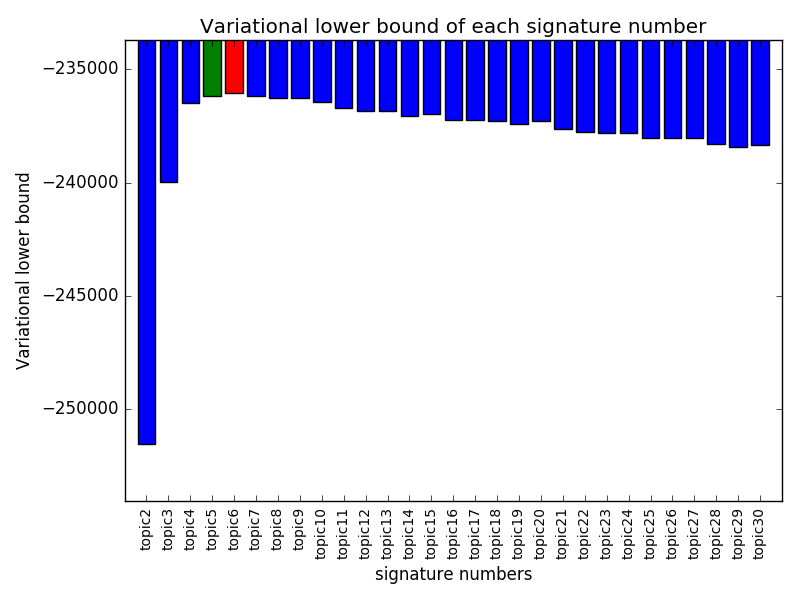 Variational lower bound of each signature number
Variational lower bound
−235000
−240000
−245000
−250000
topic2
topic3
topic4
topic5
topic6
topic7
topic8
topic9
topic10
topic11
topic12
topic13
topic14
topic15
topic16
topic17
topic18
topic19
topic20
topic21
topic22
topic23
topic24
topic25
topic26
topic27
topic28
topic29
topic30
signature numbers